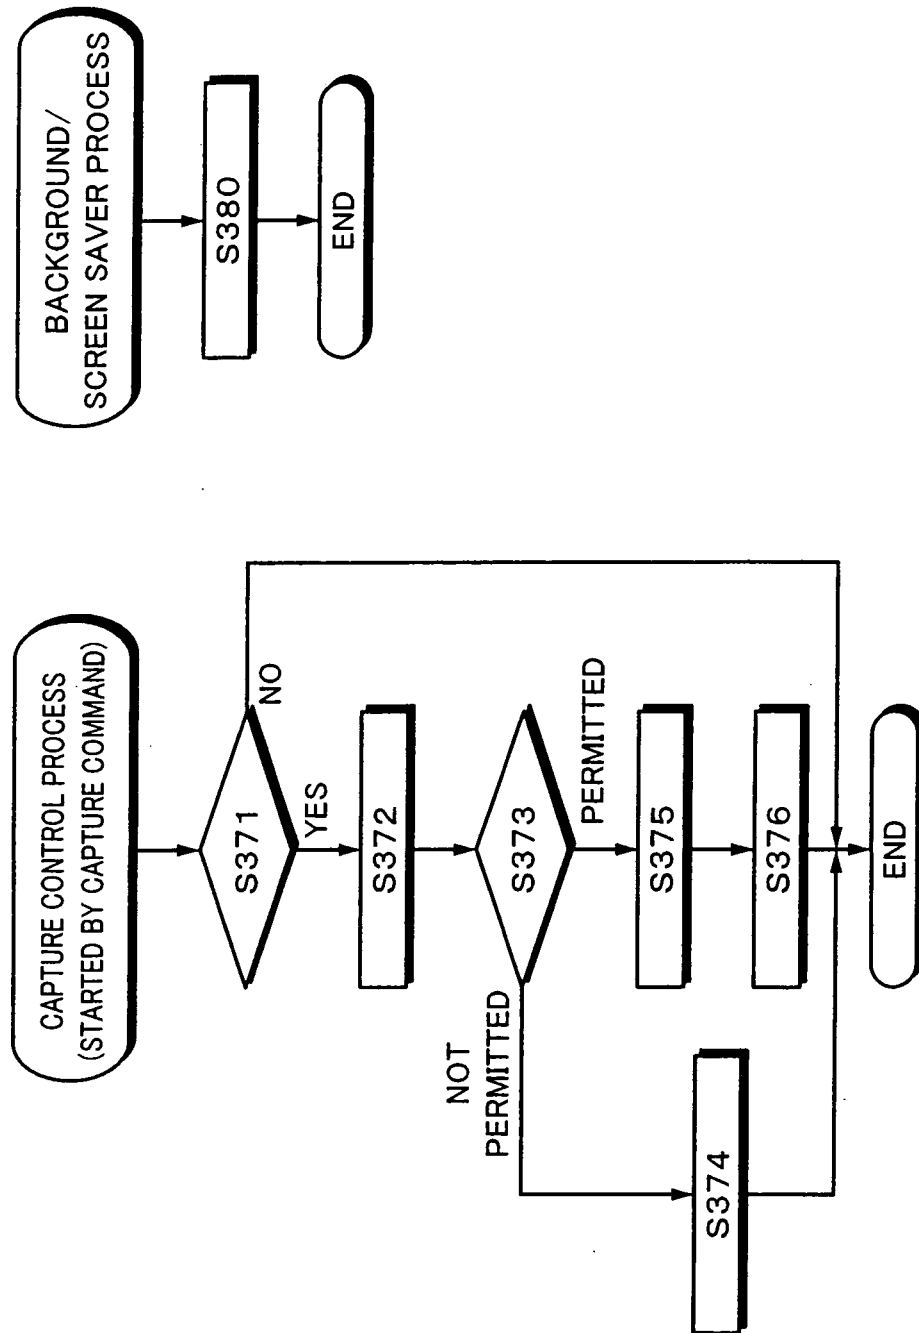 CAPTURE CONTROL PROCESS
(STARTED BY CAPTURE COMMAND)
S371
NO
YES
S372
S373
NOT
PERMITTED
PERMITTED
S374
S375
S376
END
BACKGROUND/
SCREEN SAVER PROCESS
S380
END